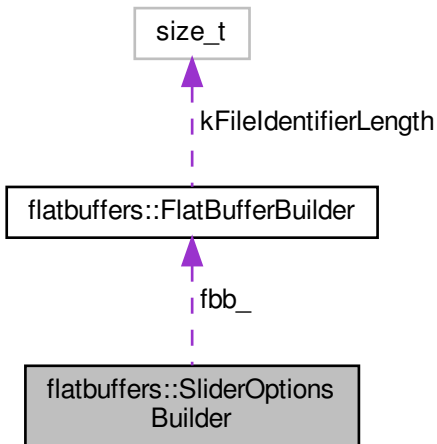 size_t
kFileIdentifierLength
flatbuffers::FlatBufferBuilder
fbb_
flatbuffers::SliderOptions
Builder